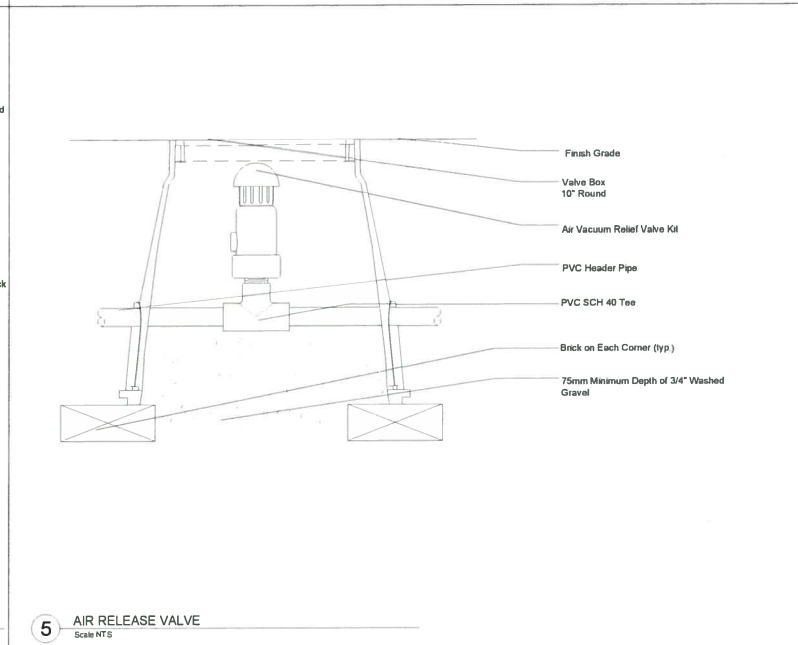 d
ck
Finish Grade
Valve Box
10" Round
Air Vacuum Relief Valve Kit
PVC Header Pipe
PVC SCH 40 Tee
Brick on Each Corner (typ.)
75mm Minimum Depth of 3/4" Washed
Gravel
5
AIR RELEASE VALVE
Scale NTS